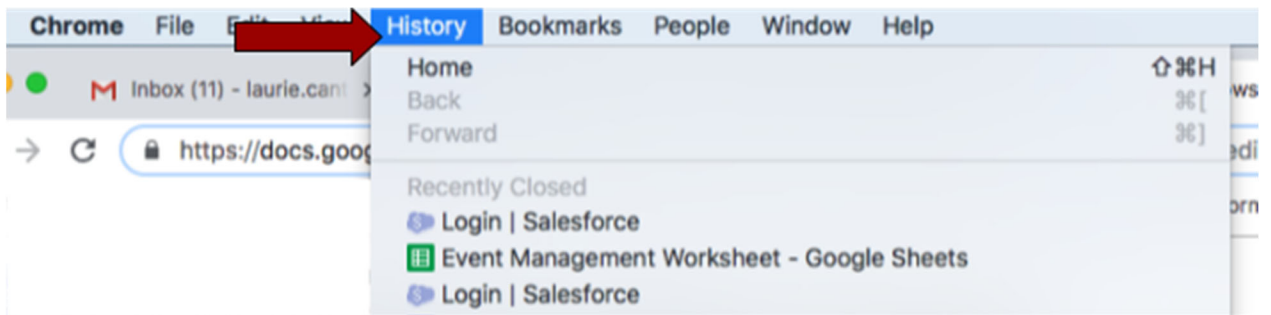 Chrome File History Bookmarks People Window Help
Home ⇧⌘H
Inbox (11) - laurie.cant
Back ⌘[
Forward ⌘]
https://docs.goog
Recently Closed
Login | Salesforce
Event Management Worksheet - Google Sheets
Login | Salesforce